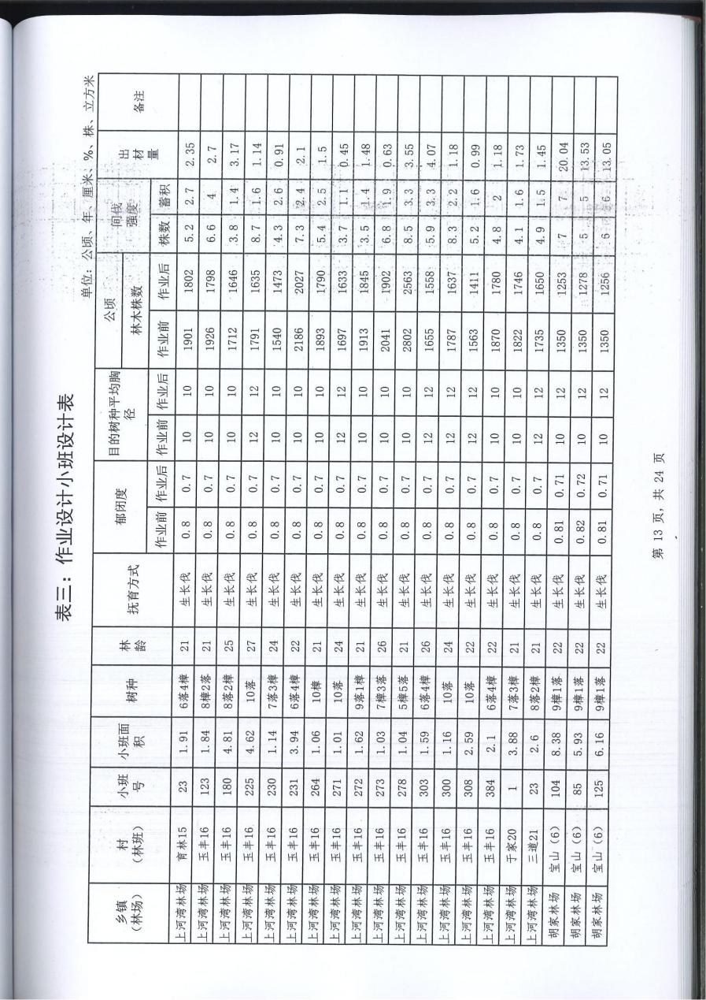 表三：作业设计小班设计表
单位：公顷、年、厘米、%、株、立方米
乡镇（林场） 村（林班） 小班号 小班面积 树种 林龄 抚育方式 郁闭度 目的树种平均胸径 公顷林木株数 间伐强度 出材量 备注
作业前 作业后 作业前 作业后 作业前 作业后 株数 蓄积
上河湾林场 育林15 23 1.91 6落4樟 21 生长伐 0.8 0.7 10 10 1901 1802 5.2 2.7 2.35
上河湾林场 玉丰16 123 1.84 8樟2落 21 生长伐 0.8 0.7 10 10 1926 1798 6.6 4 2.7
上河湾林场 玉丰16 180 4.81 8落2樟 25 生长伐 0.8 0.7 10 10 1712 1646 3.8 1.4 3.17
上河湾林场 玉丰16 225 4.62 10落 27 生长伐 0.8 0.7 12 12 1791 1635 8.7 1.6 1.14
上河湾林场 玉丰16 230 1.14 7落3樟 24 生长伐 0.8 0.7 10 10 1540 1473 4.3 2.6 0.91
上河湾林场 玉丰16 231 3.94 6落4樟 22 生长伐 0.8 0.7 10 10 2186 2027 7.3 2.4 2.1
上河湾林场 玉丰16 264 1.06 10樟 21 生长伐 0.8 0.7 10 10 1893 1790 5.4 2.5 1.5
上河湾林场 玉丰16 271 1.01 10落 24 生长伐 0.8 0.7 12 12 1697 1633 3.7 1.1 0.45
上河湾林场 玉丰16 272 1.62 9落1樟 21 生长伐 0.8 0.7 10 10 1913 1845 3.5 1.4 1.48
上河湾林场 玉丰16 273 1.03 7樟3落 26 生长伐 0.8 0.7 10 10 2041 1902 6.8 1.9 0.63
上河湾林场 玉丰16 278 1.04 5樟5落 21 生长伐 0.8 0.7 10 10 2802 2563 8.5 3.3 3.55
上河湾林场 玉丰16 303 1.59 6落4樟 26 生长伐 0.8 0.7 12 12 1655 1558 5.9 3.3 4.07
上河湾林场 玉丰16 300 1.16 10落 24 生长伐 0.8 0.7 12 12 1787 1637 8.3 2.2 1.18
上河湾林场 玉丰16 308 2.59 10落 22 生长伐 0.8 0.7 12 12 1563 1411 5.2 1.6 0.99
上河湾林场 玉丰16 384 2.1 6落4樟 22 生长伐 0.8 0.7 10 10 1870 1780 4.8 2 1.18
上河湾林场 于家20 1 3.88 7落3樟 21 生长伐 0.8 0.7 10 10 1822 1746 4.1 1.6 1.73
上河湾林场 三道21 23 2.6 8落2樟 21 生长伐 0.8 0.7 12 12 1735 1650 4.9 1.5 1.45
胡家林场 宝山（6） 104 8.38 9樟1落 22 生长伐 0.81 0.71 10 12 1350 1253 7 7 20.04
胡家林场 宝山（6） 85 5.93 9樟1落 22 生长伐 0.82 0.72 10 12 1350 1278 5 5 13.53
胡家林场 宝山（6） 125 6.16 9樟1落 22 生长伐 0.81 0.71 10 12 1350 1256 6 6 13.05
第 13 页，共 24 页